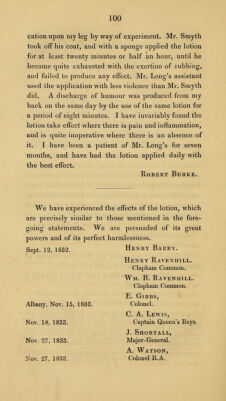 100
cation upon my leg by way of experiment. Mr. Smyth
took off his coat, and with a sponge applied the lotion
for at least twenty minutes or half an hour, until he
became quite exhausted with the exertion of rubbing,
and failed to produce any effect. Mr. Long's assistant
used the application with less violence than Mr. Smyth
did. A discharge of humour was produced from my
back on the same day by the use of the same lotion for
a period of eight minutes. I have invariably found the
lotion take effect where there is pain and inflammation,
and is quite inoperative where there is an absence of
it. I have been a patient of Mr. Long's for seven
months, and have had the lotion applied daily with
the best effect.
Robert Burke.
We have experienced the effects of the lotion, which
are precisely similar to those mentioned in the fore-
going statements. We are persuaded of its great
powers and of its perfect harmlessness.
Sept. 12, 1832. Henry Barry.
Henry Ravenhill.
Clapham Common.
Wm. B. Ravenhill.
Clapham Common.
E. Gibbs,
Albany, Nov. 15, 1833. Colonel.
C. A. Lewis,
Nov. 18, 1833. Captain Queen's Bays.
J. Shortall,
Nov. 27, 1833. Major-General.
A. Watson,
Nov. 27, 1833. Colonel R.A.